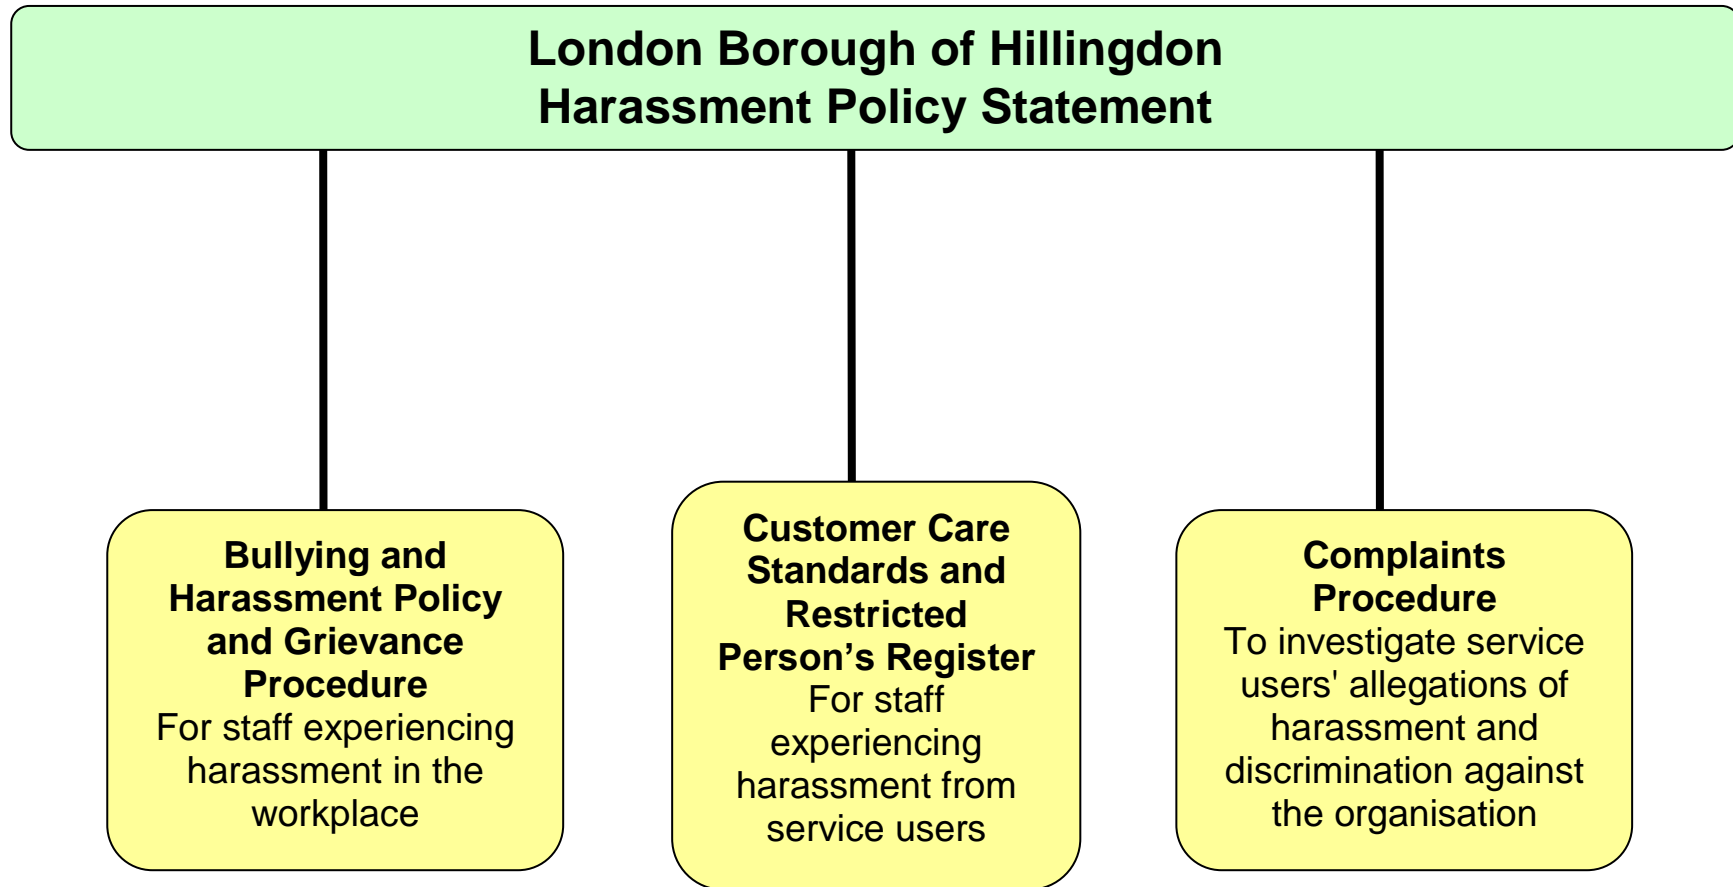 London Borough of Hillingdon
Harassment Policy Statement
Bullying and
Harassment Policy
and Grievance
Procedure
For staff experiencing
harassment in the
workplace
Customer Care
Standards and
Restricted
Person’s Register
For staff
experiencing
harassment from
service users
Complaints
Procedure
To investigate service
users' allegations of
harassment and
discrimination against
the organisation